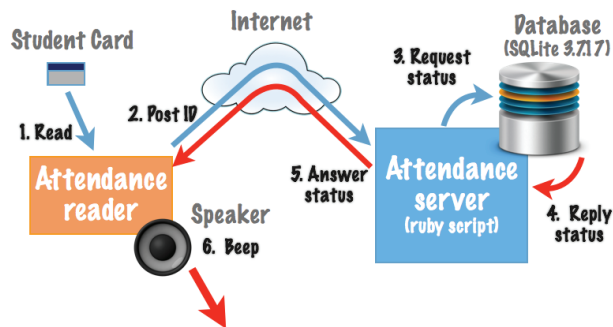 Student Card
Internet
Database
(SQLite 3.7.17)
3. Request
status
2. Post ID
1. Read
Attendance
reader
5. Answer
status
Attendance
server
(ruby script)
Speaker
6. Beep
4. Reply
status